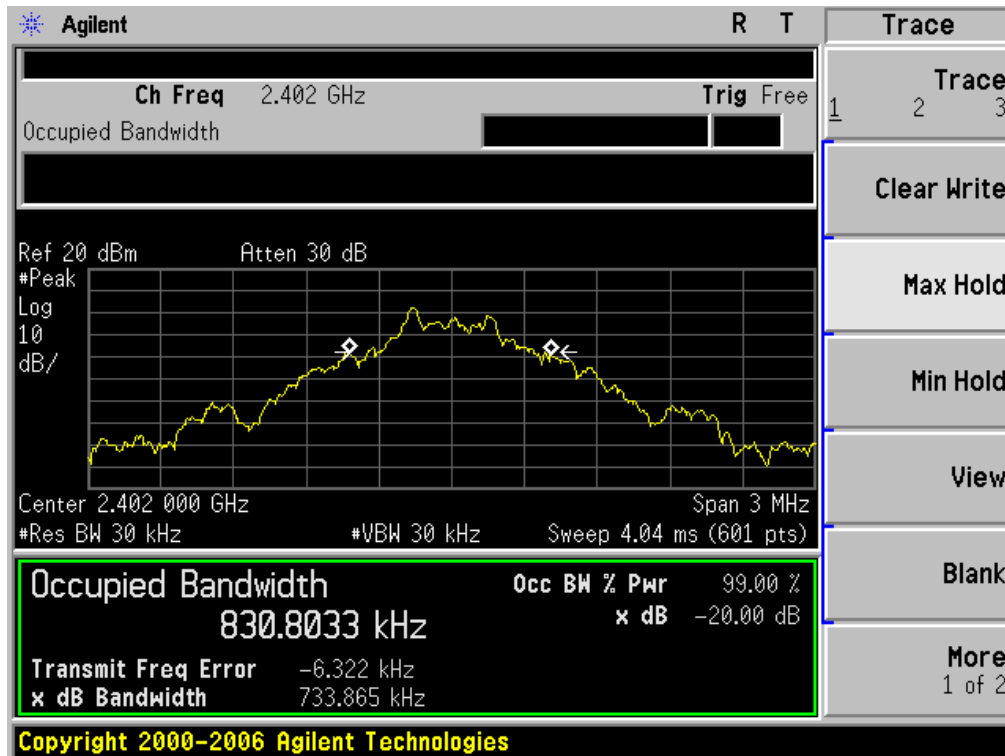 Agilent R T
Ch Freq 2.402 GHz Trig Free
Occupied Bandwidth
Ref 20 dBm Atten 30 dB
#Peak
Log
10
dB/
Center 2.402 000 GHz Span 3 MHz
#Res BW 30 kHz #VBW 30 kHz Sweep 4.04 ms (601 pts)
Occupied Bandwidth Occ BW % Pwr 99.00 %
830.8033 kHz x dB -20.00 dB
Transmit Freq Error -6.322 kHz
x dB Bandwidth 733.865 kHz
Copyright 2000-2006 Agilent Technologies
Trace
Trace
1 2 3
Clear Write
Max Hold
Min Hold
View
Blank
More
1 of 2